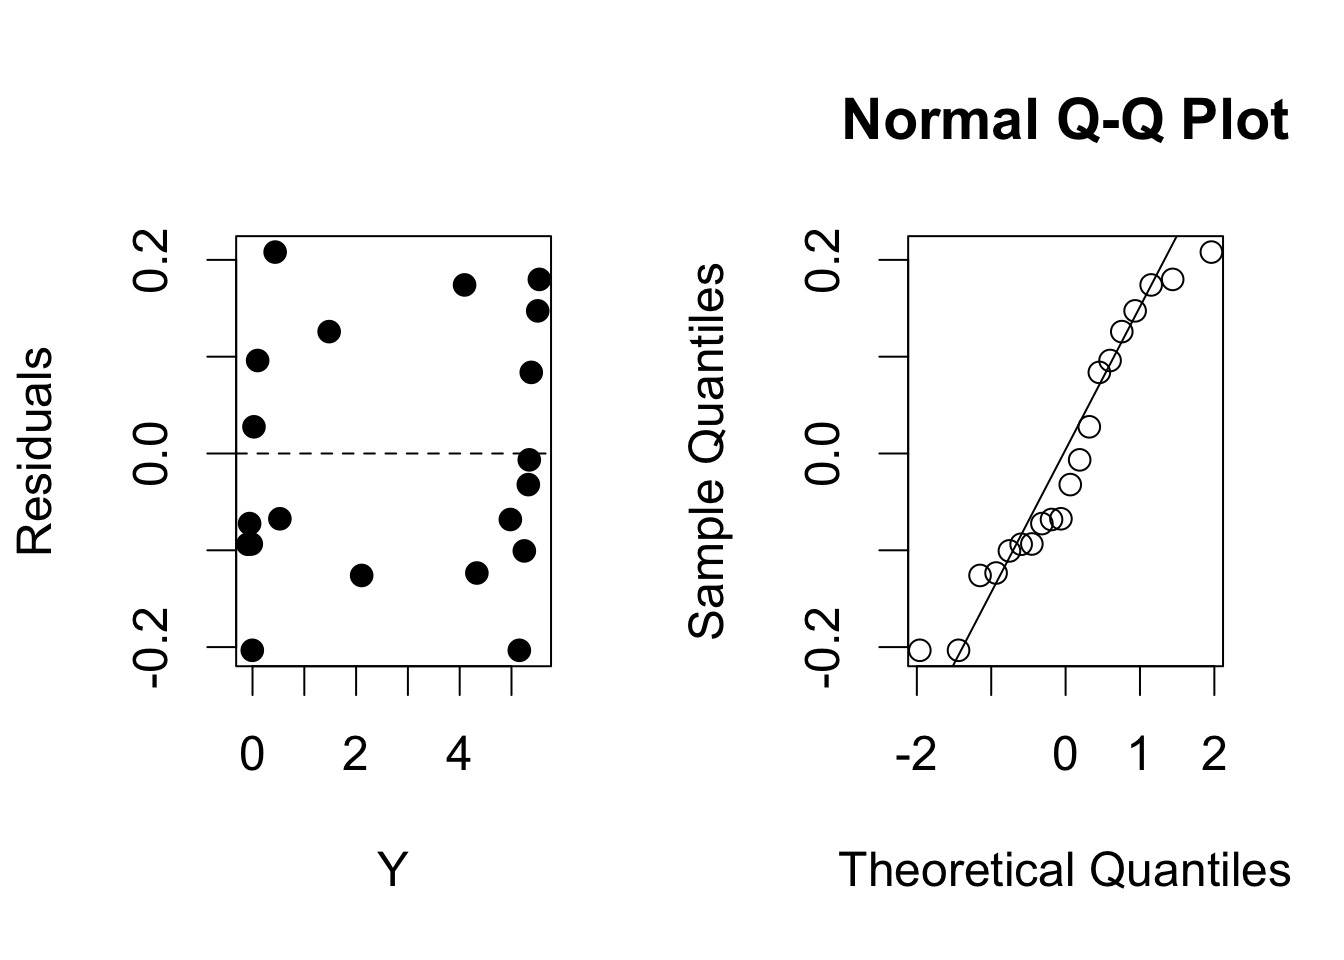 Residuals
0.2
0.0
-0.2
0 2 4
Y
Normal Q-Q Plot
Sample Quantiles
0.2
0.0
-0.2
-2 0 1 2
Theoretical Quantiles